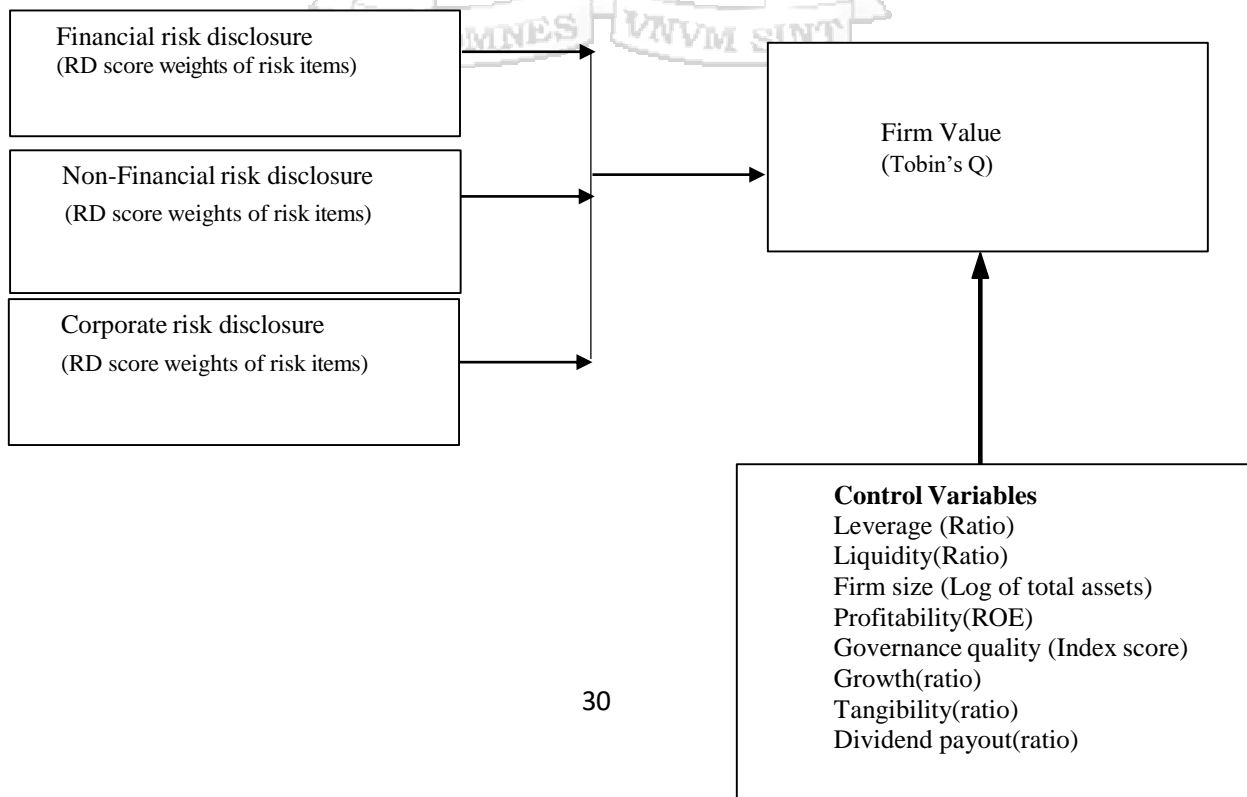 OMNES VNVM SINT
Financial risk disclosure
(RD score weights of risk items)
Non-Financial risk disclosure
(RD score weights of risk items)
Corporate risk disclosure
(RD score weights of risk items)
Firm Value
(Tobin’s Q)
Control Variables
Leverage (Ratio)
Liquidity(Ratio)
Firm size (Log of total assets)
Profitability(ROE)
Governance quality (Index score)
Growth(ratio)
Tangibility(ratio)
Dividend payout(ratio)
30